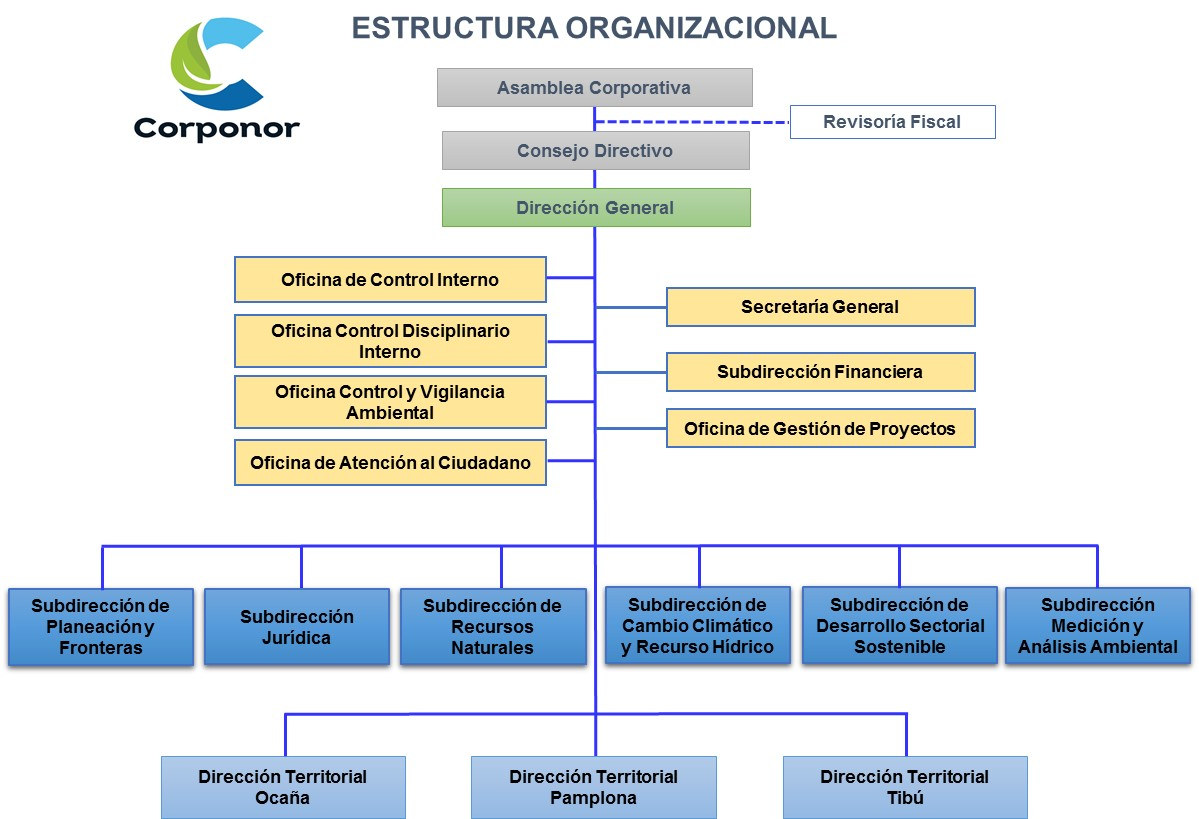 ESTRUCTURA ORGANIZACIONAL
Corponor
Asamblea Corporativa
Revisoría Fiscal
Consejo Directivo
Dirección General
Oficina de Control Interno
Oficina Control Disciplinario
Interno
Oficina Control y Vigilancia
Ambiental
Oficina de Atención al Ciudadano
Secretaría General
Subdirección Financiera
Oficina de Gestión de Proyectos
Subdirección de
Planeación y
Fronteras
Subdirección
Jurídica
Subdirección de
Recursos
Naturales
Subdirección de
Cambio Climático
y Recurso Hídrico
Subdirección de
Desarrollo Sectorial
Sostenible
Subdirección
Medición y
Análisis Ambiental
Dirección Territorial
Ocaña
Dirección Territorial
Pamplona
Dirección Territorial
Tibú